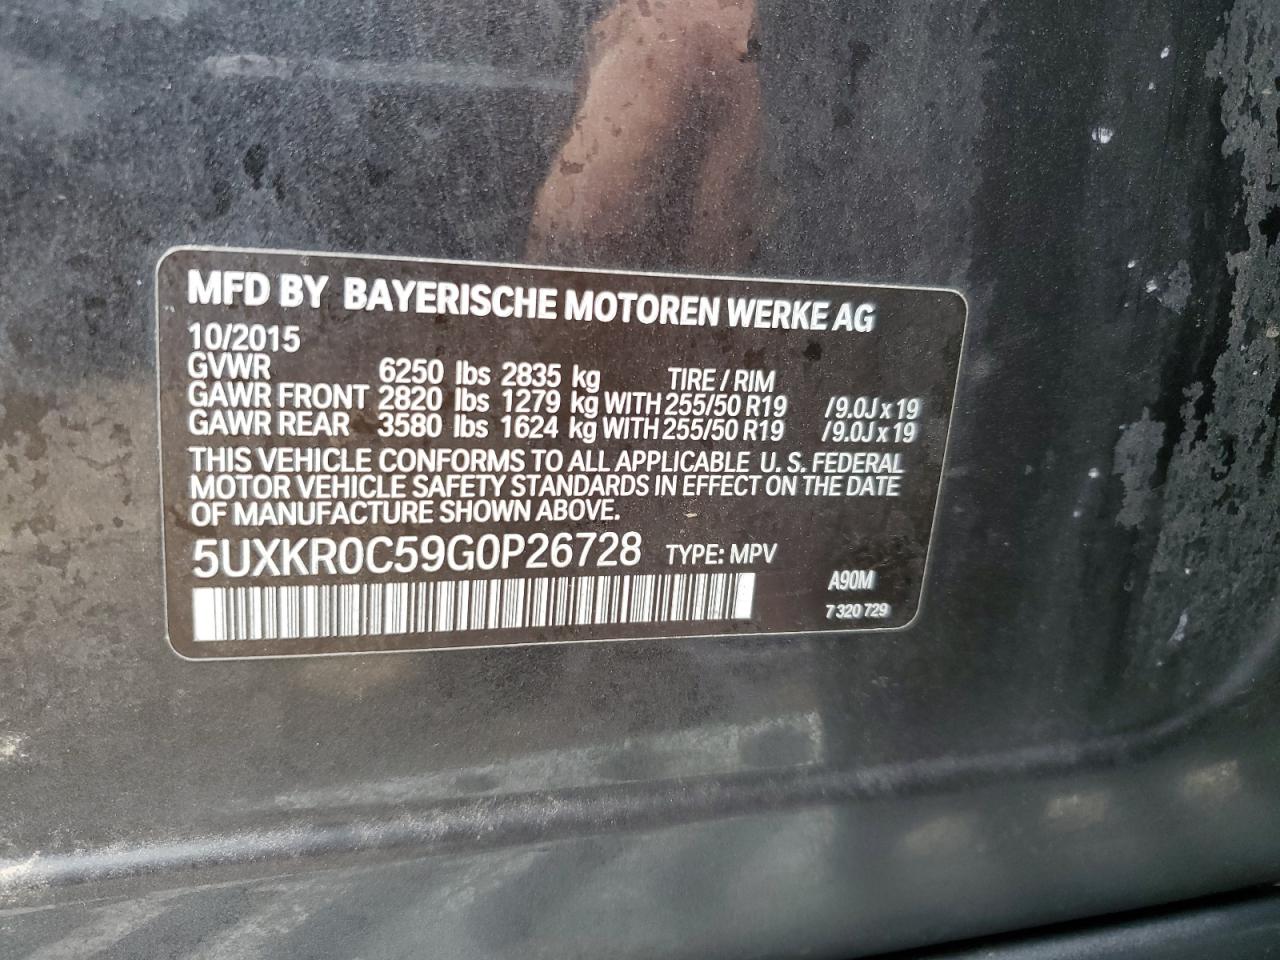 MFD BY BAYERISCHE MOTOREN WERKE AG
10/2015
GVWR 6250 lbs 2835 kg TIRE / RIM
GAWR FRONT 2820 lbs 1279 kg WITH 255/50 R19 /9.0J x 19
GAWR REAR 3580 lbs 1624 kg WITH 255/50 R19 /9.0J x 19
THIS VEHICLE CONFORMS TO ALL APPLICABLE U. S. FEDERAL
MOTOR VEHICLE SAFETY STANDARDS IN EFFECT ON THE DATE
OF MANUFACTURE SHOWN ABOVE.
5UXKR0C59G0P26728 TYPE: MPV
A90M
7 320 729